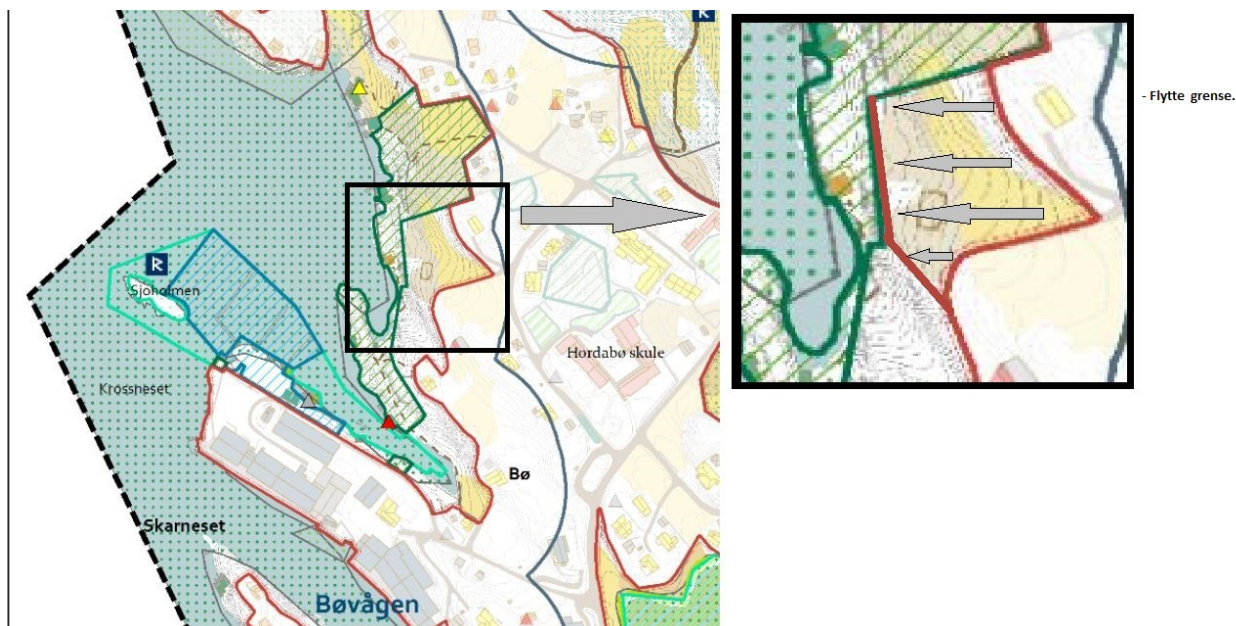 R
- Flytte grense.
R
Sjoholmen
Hordabø skule
Krossneset
Bø
Skarneset
Bøvågen